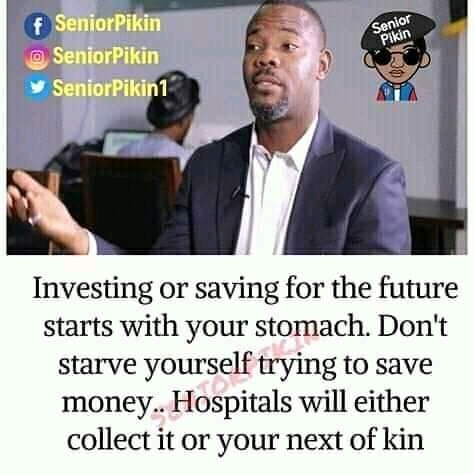 SeniorPikin
SeniorPikin
SeniorPikin1
Senior
Pikin
Investing or saving for the future
starts with your stomach. Don't
starve yourself trying to save
money.. Hospitals will either
collect it or your next of kin
SENIORPIKIN